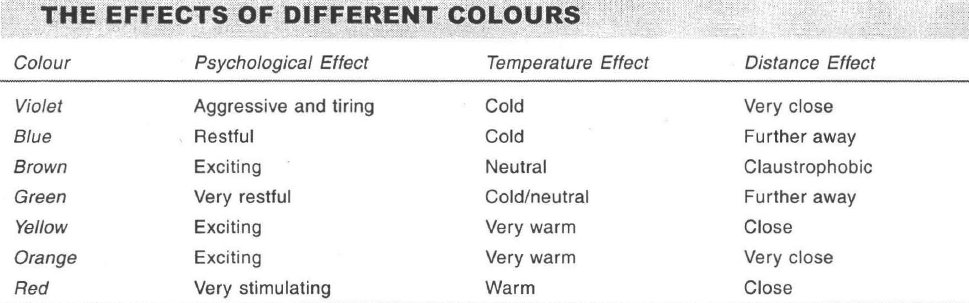 THE EFFECTS OF DIFFERENT COLOURS
Colour Psychological Effect Temperature Effect Distance Effect
Violet Aggressive and tiring Cold Very close
Blue Restful Cold Further away
Brown Exciting Neutral Claustrophobic
Green Very restful Cold/neutral Further away
Yellow Exciting Very warm Close
Orange Exciting Very warm Very close
Red Very stimulating Warm Close